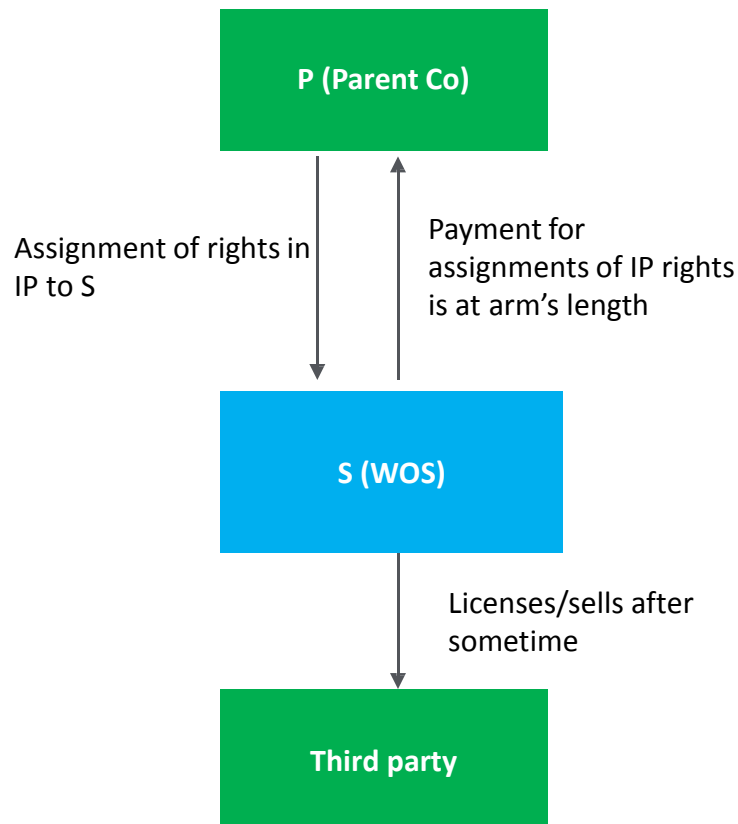 P (Parent Co)
Assignment of rights in
IP to S
Payment for
assignments of IP rights
is at arm's length
S (WOS)
Licenses/sells after
sometime
Third party